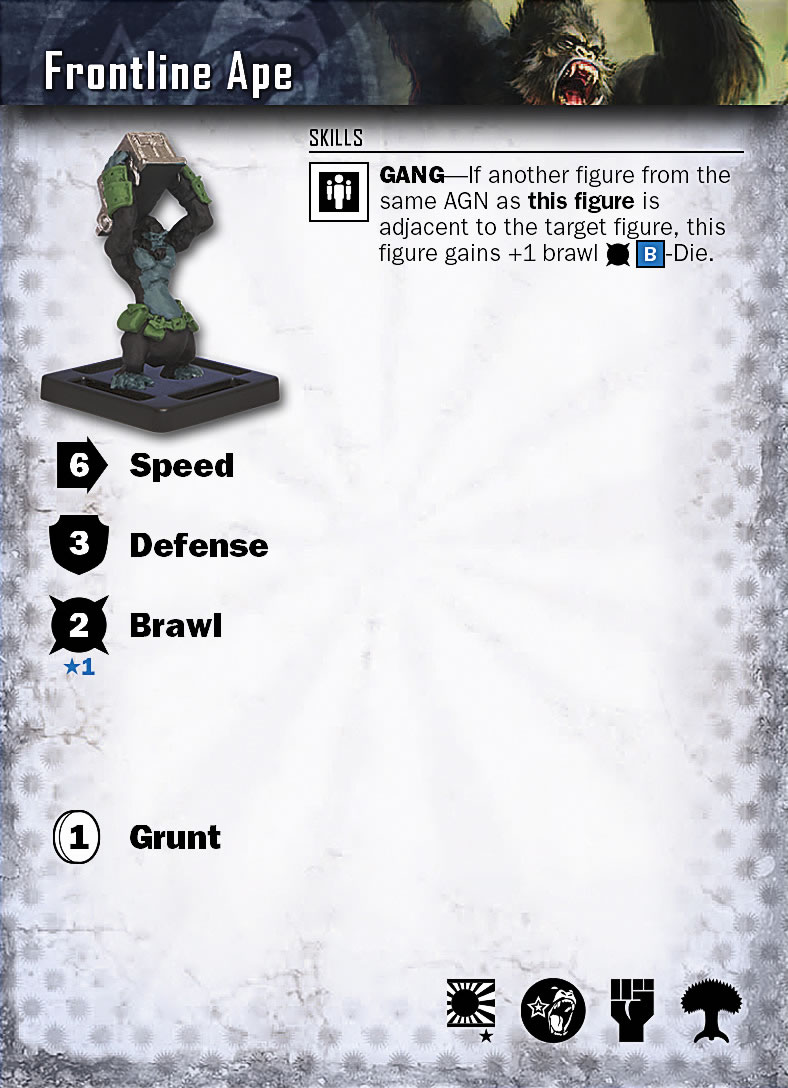 Frontline Ape
SKILLS
GANG—If another figure from the
same AGN as this figure is
adjacent to the target figure, this
figure gains +1 brawl B-Die.
6 Speed
3 Defense
2 Brawl
★1
1 Grunt